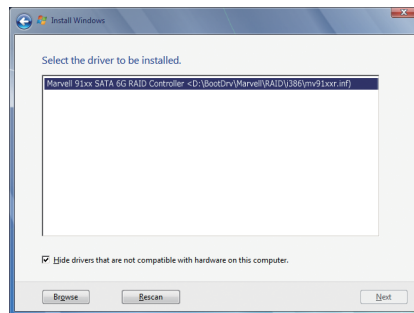 Install Windows
Select the driver to be installed.
Marvell 91xx SATA 6G RAID Controller <D:\BootDrv\Marvell\RAID\i386\mv91xxr.inf)
Hide drivers that are not compatible with hardware on this computer.
Browse
Rescan
Next